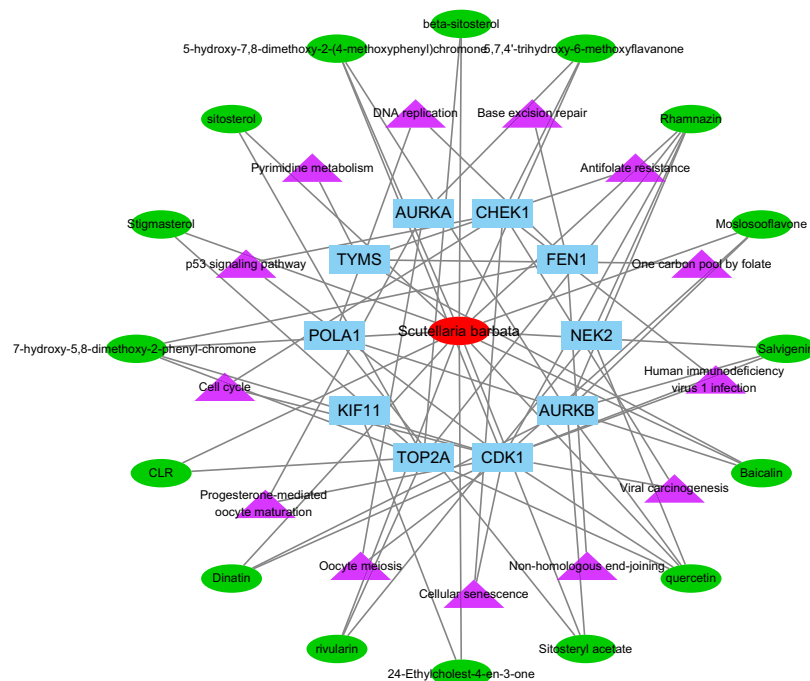 beta-sitosterol
5-hydroxy-7,8-dimethoxy-2-(4-methoxyphenyl)chromone
5,7,4'-trihydroxy-6-methoxyflavanone
DNA replication
Base excision repair
sitosterol
Rhamnazin
Pyrimidine metabolism
Antifolate resistance
AURKA
CHEK1
Stigmasterol
Moslosooflavone
TYMS
FEN1
p53 signaling pathway
One carbon pool by folate
Scutellaria barbata
POLA1
NEK2
7-hydroxy-5,8-dimethoxy-2-phenyl-chromone
Salvigenin
Cell cycle
Human immunodeficiency
virus 1 infection
KIF11
AURKB
TOP2A
CDK1
CLR
Baicalin
Progesterone-mediated
oocyte maturation
Viral carcinogenesis
Oocyte meiosis
Non-homologous end-joining
Dinatin
quercetin
Cellular senescence
rivularin
Sitosteryl acetate
24-Ethylcholest-4-en-3-one